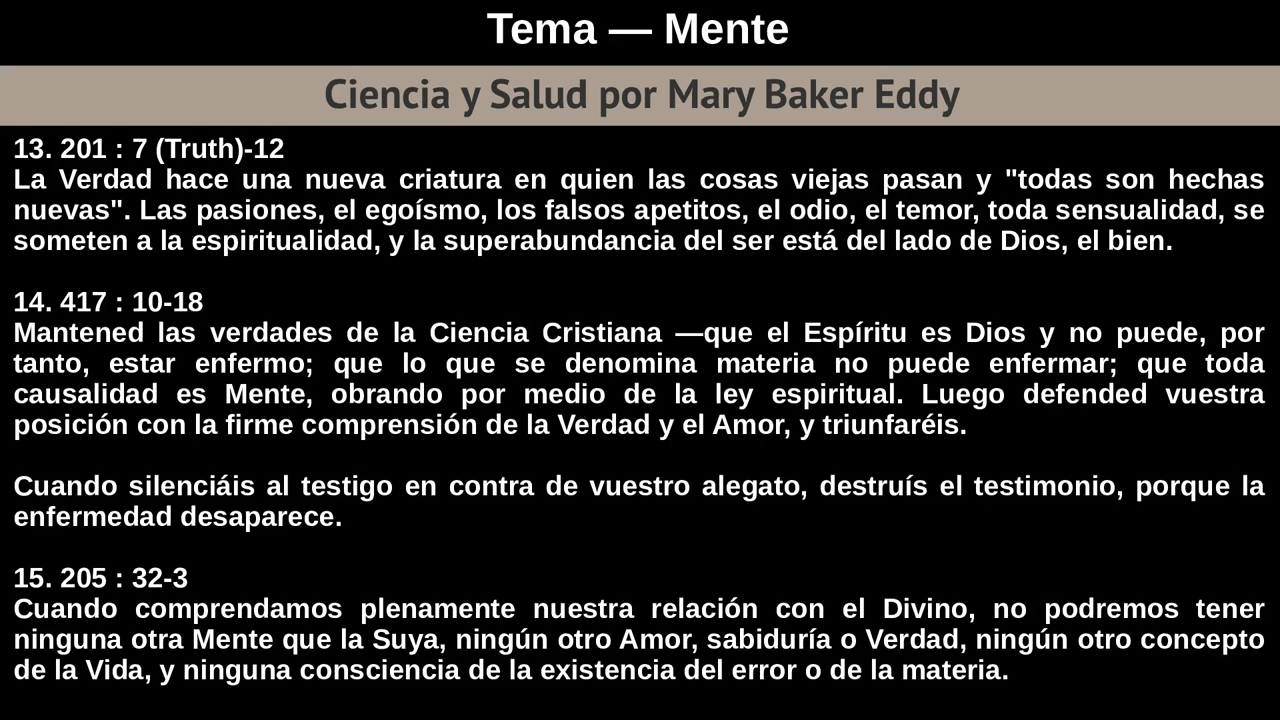 Tema — Mente
Ciencia y Salud por Mary Baker Eddy
13. 201 : 7 (Truth)-12
La Verdad hace una nueva criatura en quien las cosas viejas pasan y "todas son hechas
nuevas". Las pasiones, el egoísmo, los falsos apetitos, el odio, el temor, toda sensualidad, se
someten a la espiritualidad, y la superabundancia del ser está del lado de Dios, el bien.
14. 417 : 10-18
Mantened las verdades de la Ciencia Cristiana —que el Espíritu es Dios y no puede, por
tanto, estar enfermo; que lo que se denomina materia no puede enfermar; que toda
causalidad es Mente, obrando por medio de la ley espiritual. Luego defended vuestra
posición con la firme comprensión de la Verdad y el Amor, y triunfaréis.
Cuando silenciáis al testigo en contra de vuestro alegato, destruís el testimonio, porque la
enfermedad desaparece.
15. 205 : 32-3
Cuando comprendamos plenamente nuestra relación con el Divino, no podremos tener
ninguna otra Mente que la Suya, ningún otro Amor, sabiduría o Verdad, ningún otro concepto
de la Vida, y ninguna consciencia de la existencia del error o de la materia.